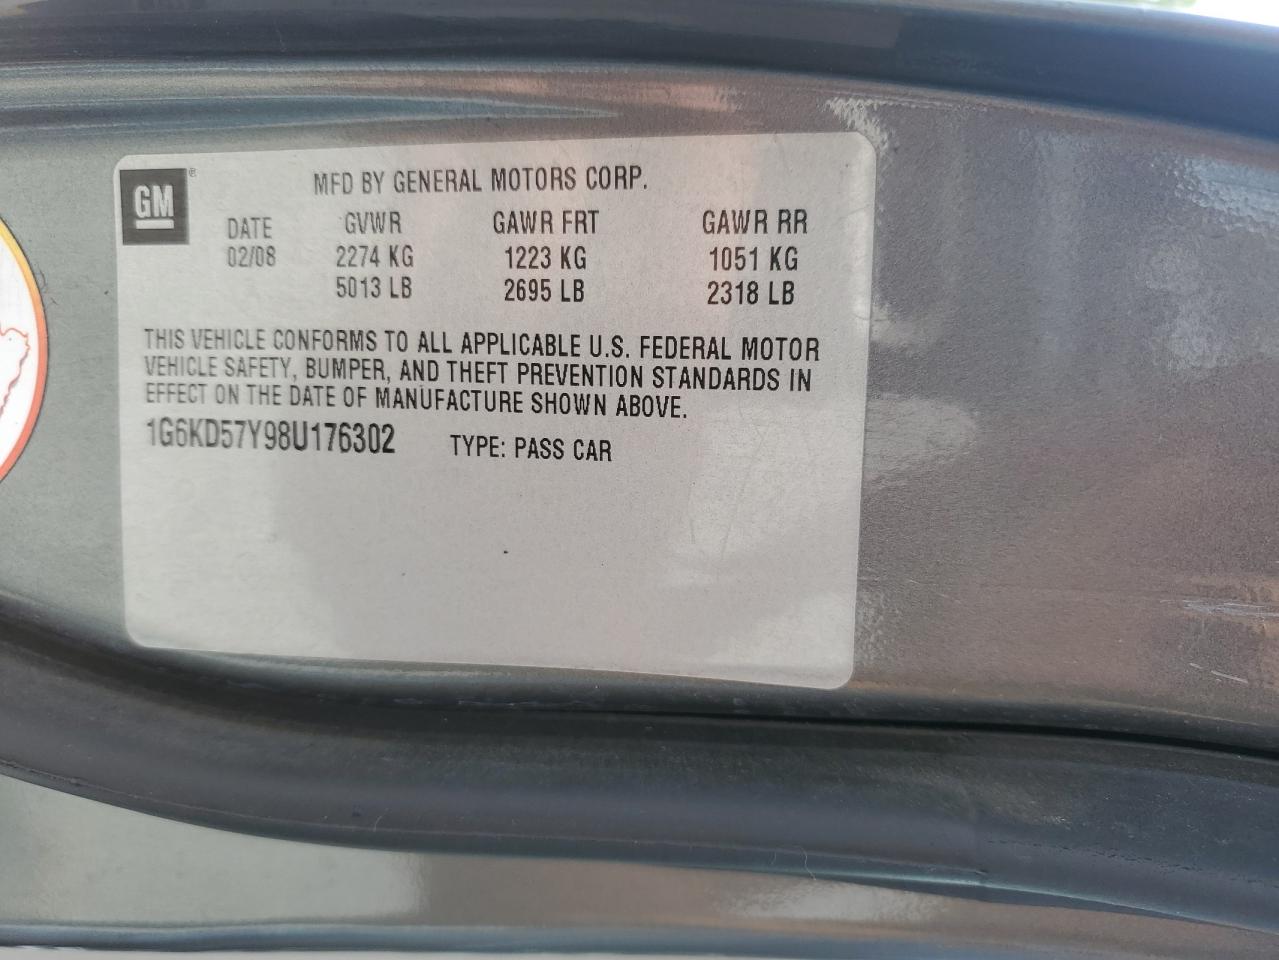 GM ®
MFD BY GENERAL MOTORS CORP.
DATE GVWR GAWR FRT GAWR RR
02/08 2274 KG 1223 KG 1051 KG
5013 LB 2695 LB 2318 LB
THIS VEHICLE CONFORMS TO ALL APPLICABLE U.S. FEDERAL MOTOR
VEHICLE SAFETY, BUMPER, AND THEFT PREVENTION STANDARDS IN
EFFECT ON THE DATE OF MANUFACTURE SHOWN ABOVE.
1G6KD57Y98U176302 TYPE: PASS CAR